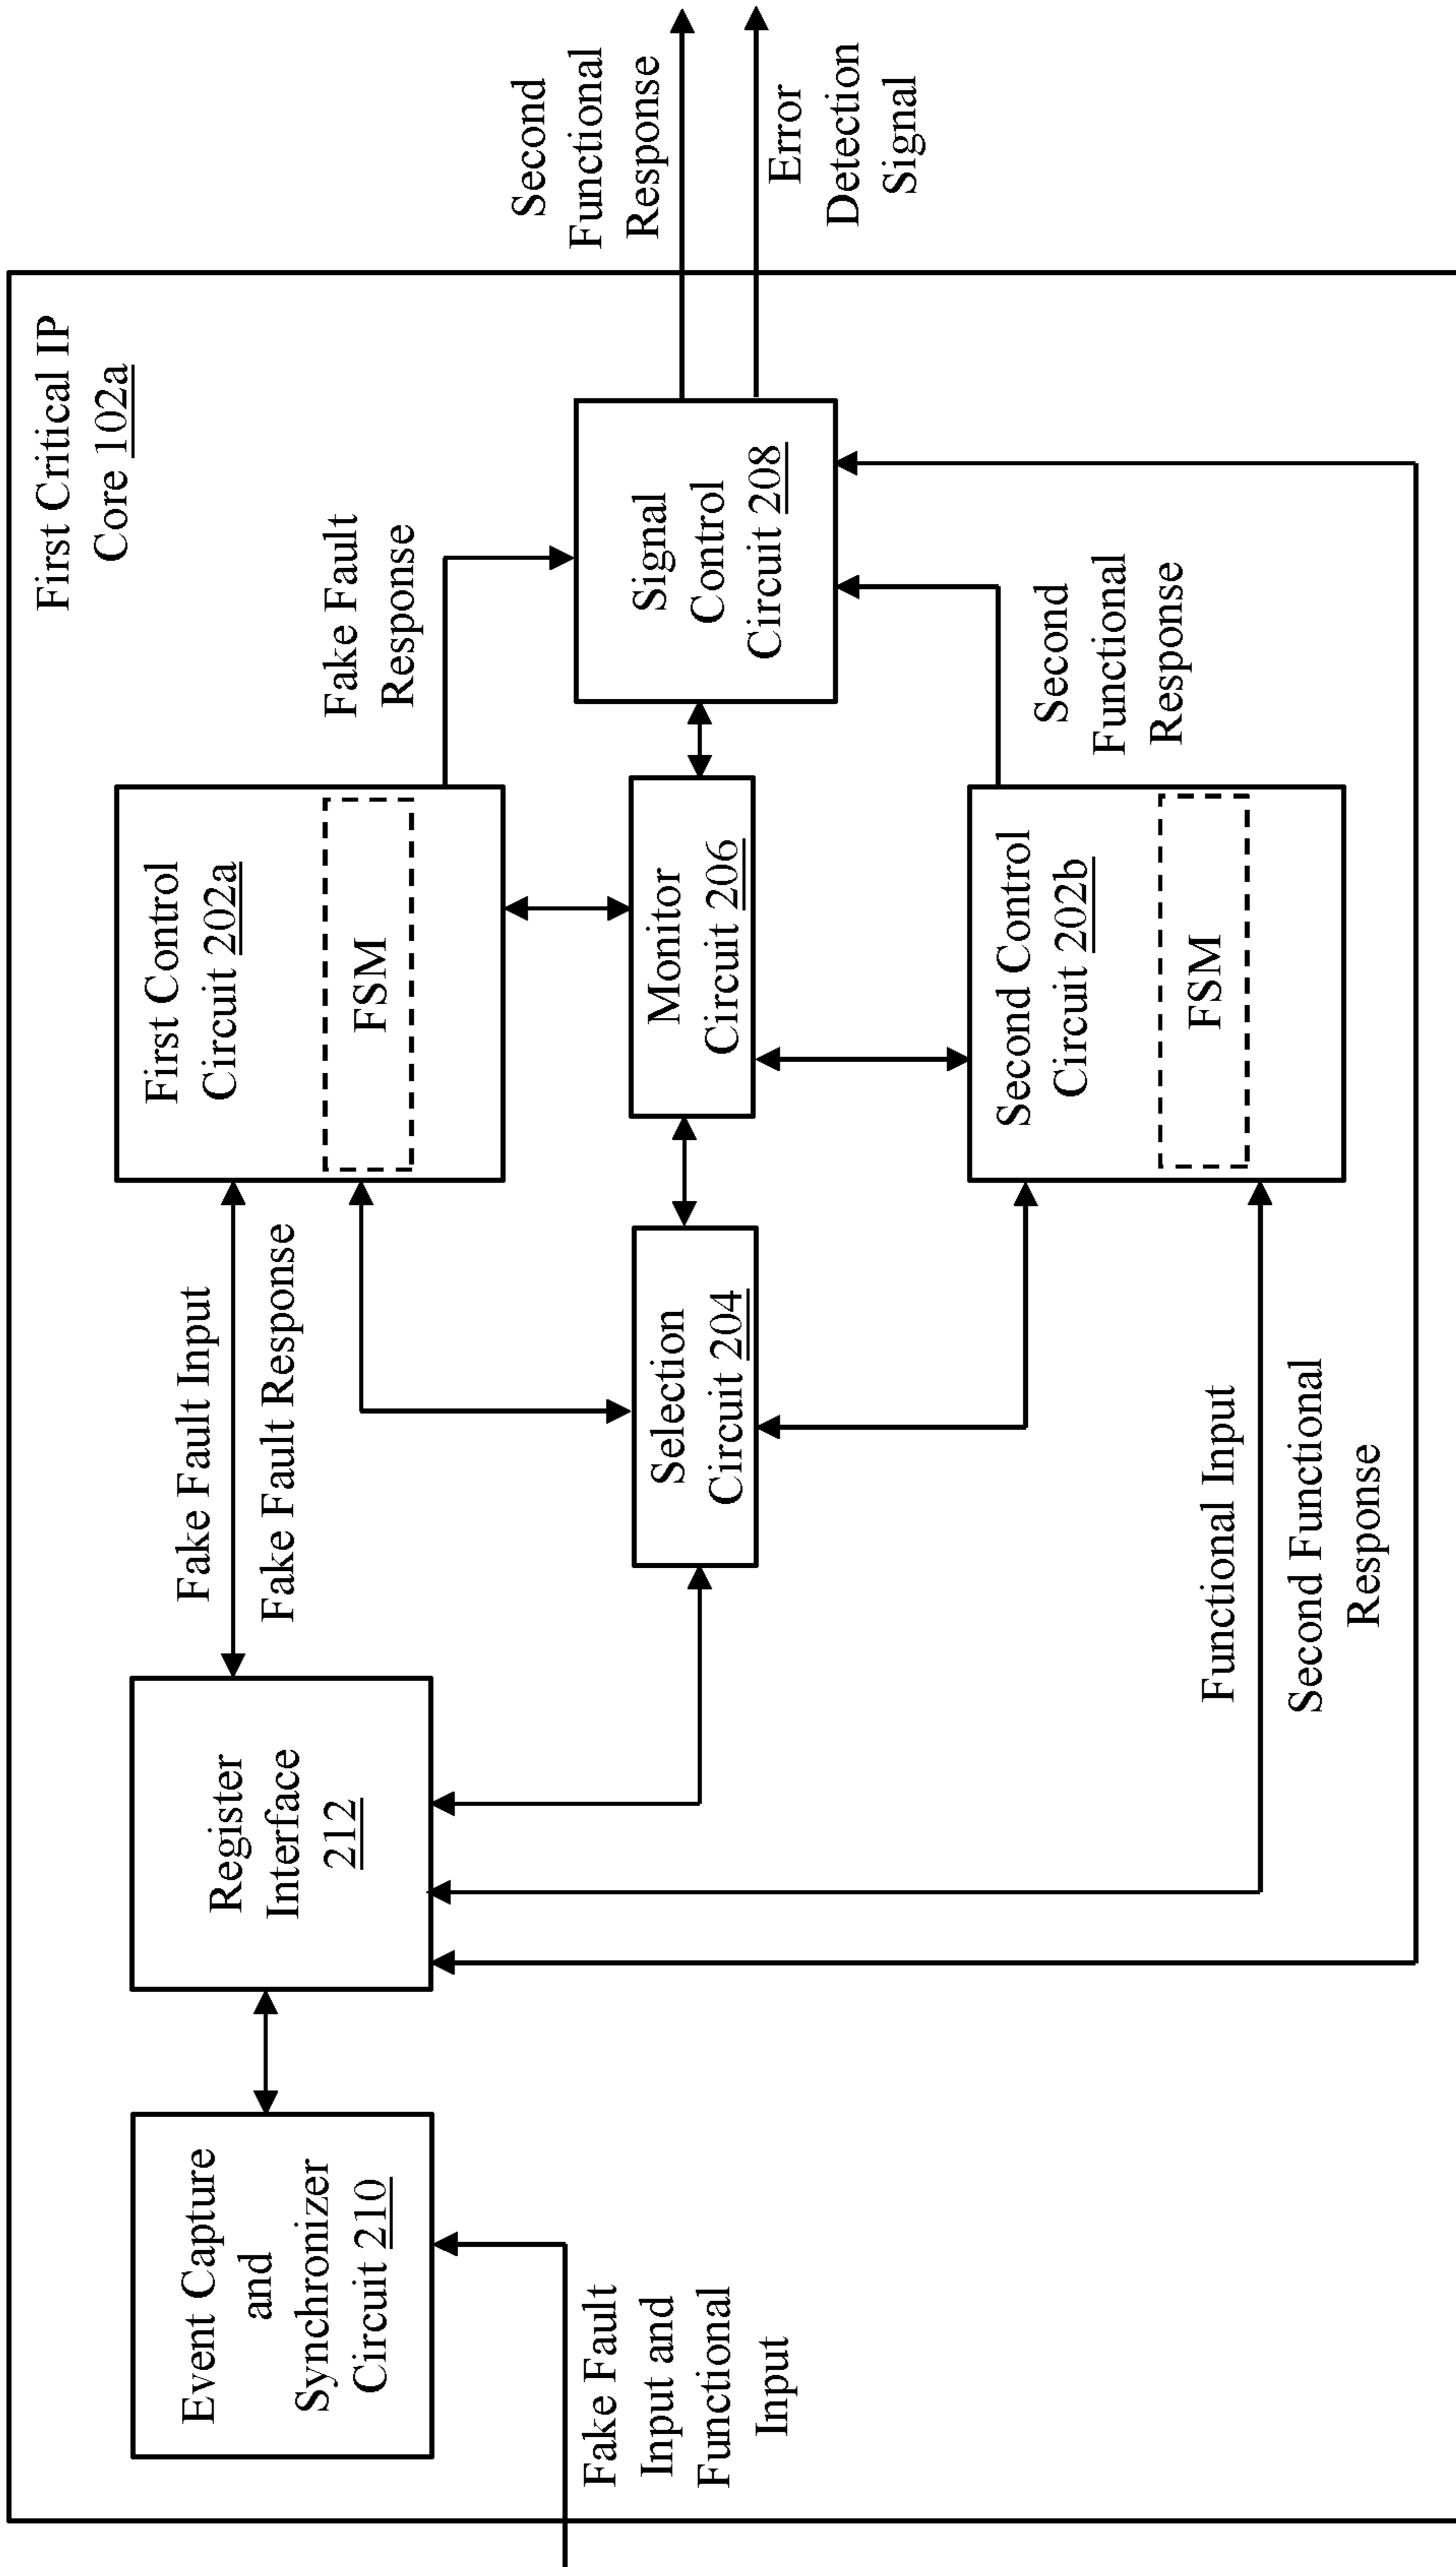 First Critical IP
Core 102a
Event Capture
and
Synchronizer
Circuit 210
Register
Interface
212
Fake Fault Input
Fake Fault Response
First Control
Circuit 202a
FSM
Fake Fault
Response
Selection
Circuit 204
Monitor
Circuit 206
Signal
Control
Circuit 208
Second
Functional
Response
Error
Detection
Signal
Fake Fault
Input and
Functional
Input
Functional Input
Second Functional
Response
Second Control
Circuit 202b
FSM
Second
Functional
Response